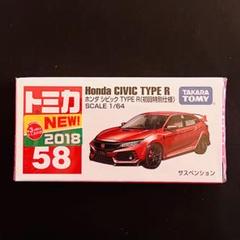 トミカ
NEW!
2018
58
Honda CIVIC TYPE R
ホンダ シビック TYPE R(初回特別仕様)
SCALE 1/64
TAKARA
TOMY
サスペンション